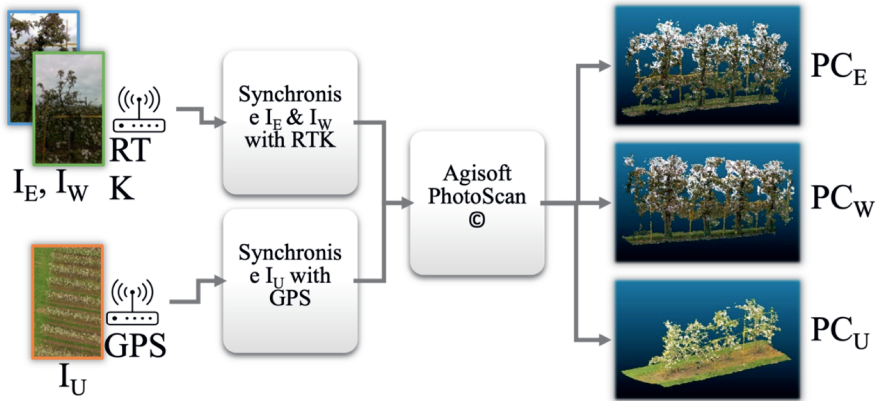 RT
K
I_E, I_W
Synchronis
e I_E & I_W
with RTK
GPS
I_U
Synchronis
e I_U with
GPS
Agisoft
PhotoScan
©
PC_E
PC_W
PC_U